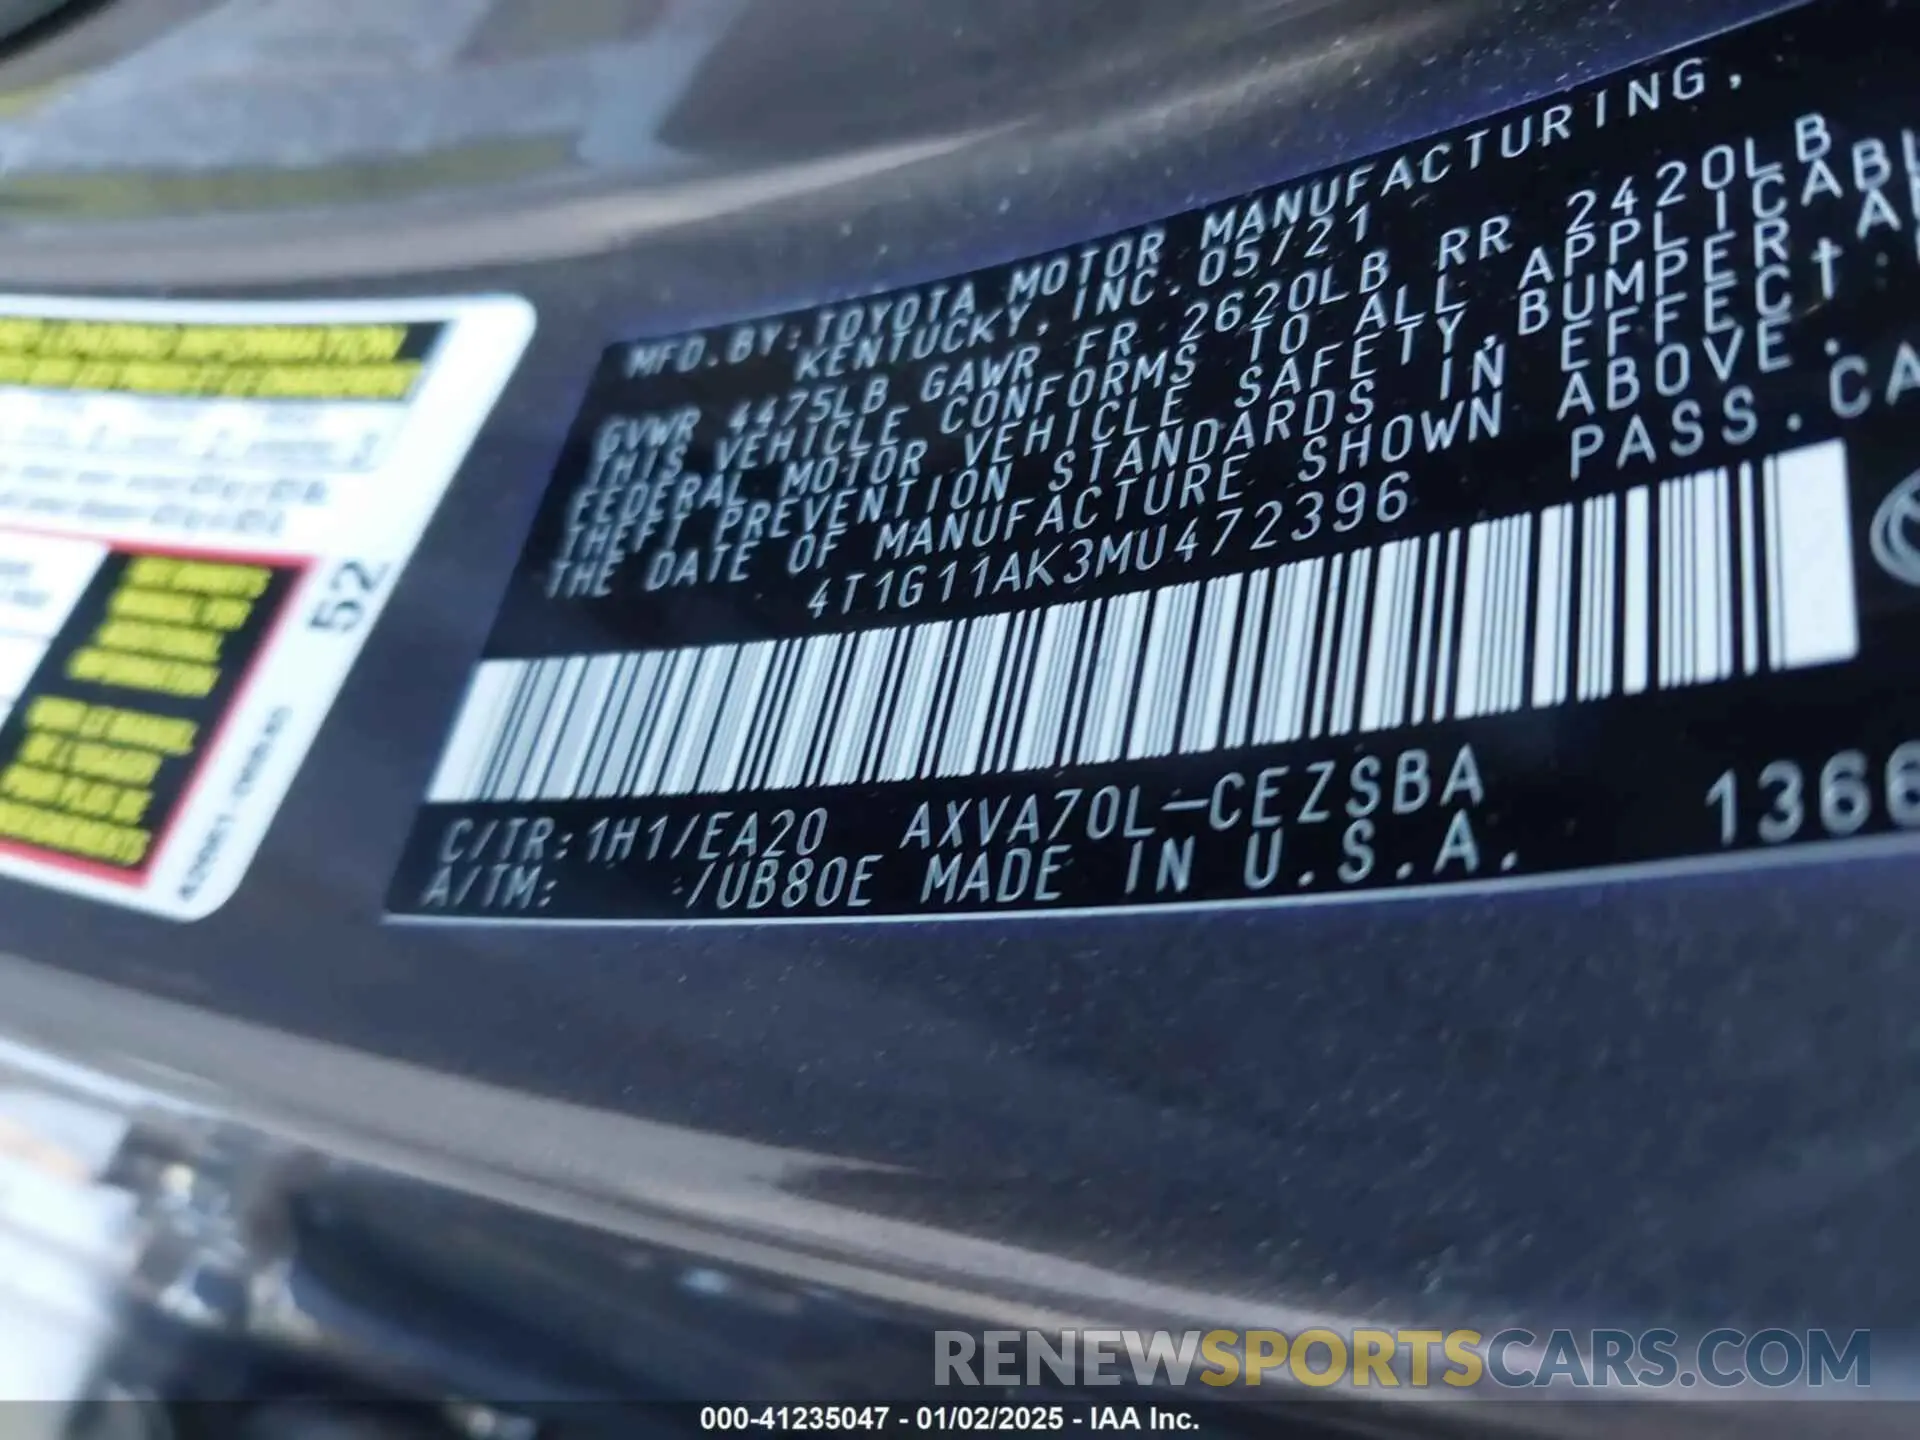 MFD.BY:TOYOTA MOTOR MANUFACTURING,
KENTUCKY,INC.05/21
GVWR 4475LB GAWR FR 2620LB RR 2420LB
THIS VEHICLE CONFORMS TO ALL APPLICABL
FEDERAL MOTOR VEHICLE SAFETY,BUMPER,A
THEFT PREVENTION STANDARDS IN EFFECT
THE DATE OF MANUFACTURE SHOWN ABOVE.
4T1G11AK3MU472396 PASS.CA
C/TR:1H1/EA20 AXVA70L-CEZSBA 1366
A/TM: /UB80E MADE IN U.S.A.
LOADING INFORMATION
52
RENEWSPORTSCARS.COM
000-41235047 - 01/02/2025 - IAA Inc.